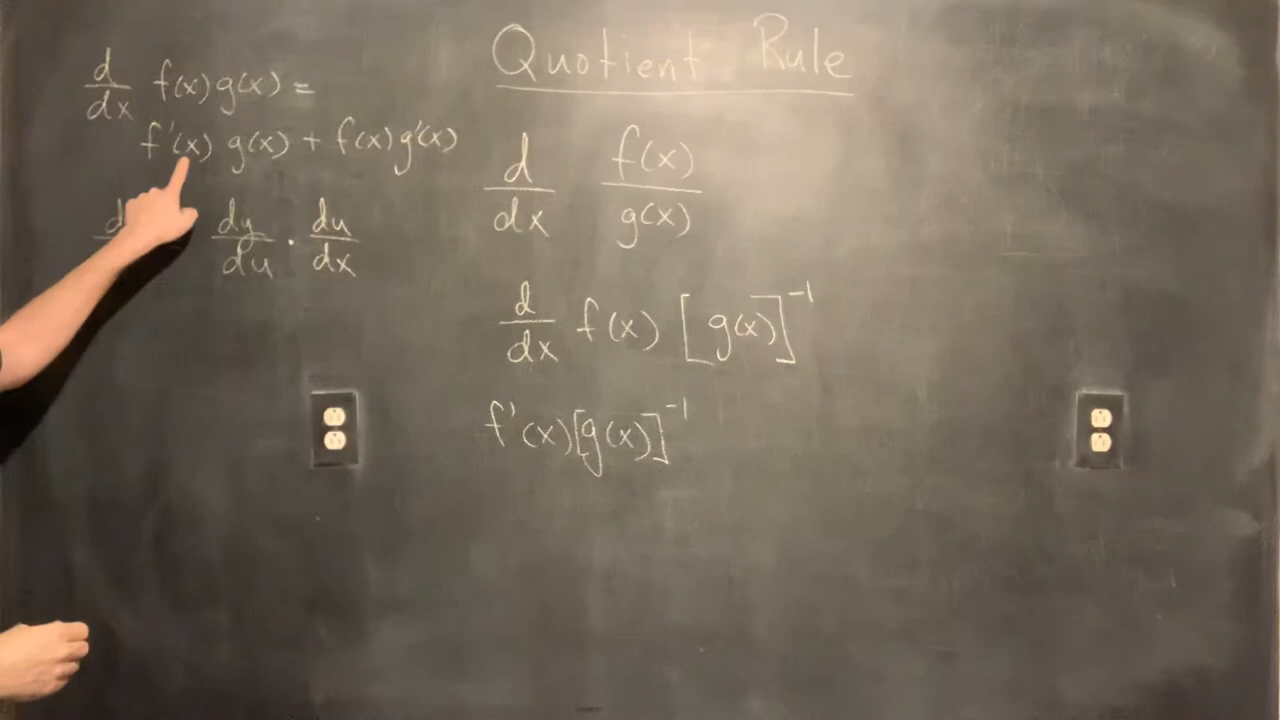 d/dx f(x) g(x) =
f'(x) g(x) + f(x) g'(x)
dy/du · du/dx
Quotient Rule
d/dx f(x)/g(x)
d/dx f(x) [g(x)]⁻¹
f'(x)[g(x)]⁻¹